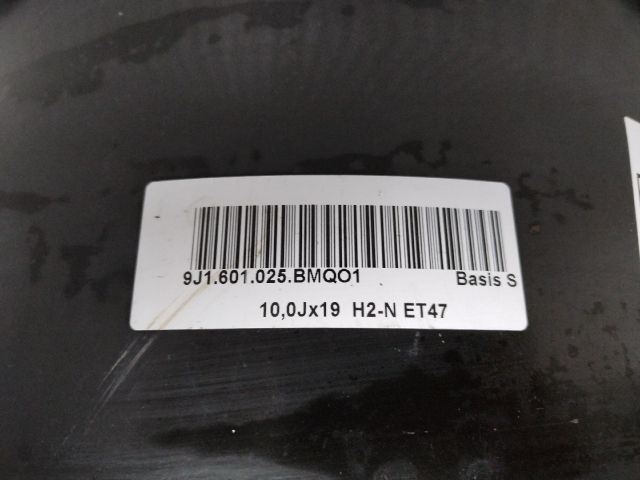 9J1.601.025.BMQO1 Basis S
10,0Jx19 H2-N ET47